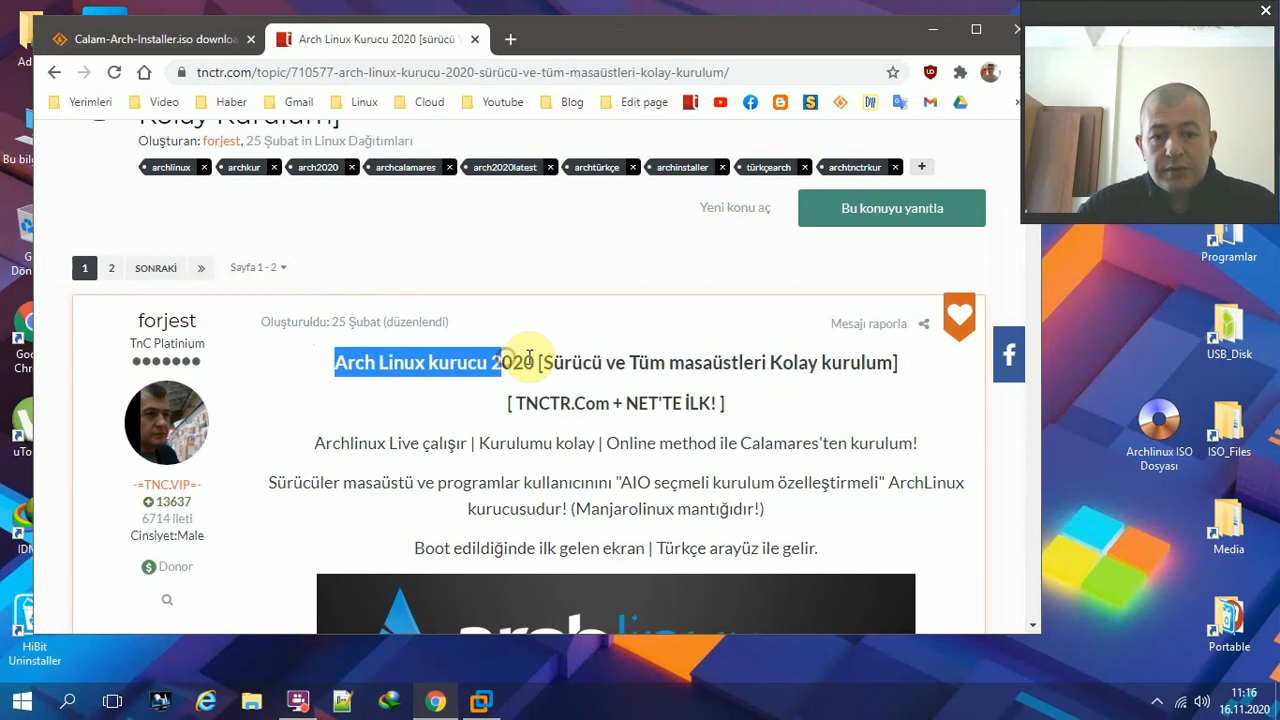 Calam-Arch-Installer.iso downlo
Arch Linux Kurucu 2020 [sürücü
tnctr.com/topic/710577-arch-linux-kurucu-2020-sürücü-ve-tüm-masaüstleri-kolay-kurulum/
Yerimleri
Video
Haber
Gmail
Linux
Cloud
Youtube
Blog
Edit page
Kolay Kurulum]
Oluşturan: forjest, 25 Şubat in Linux Dağıtımları
archlinux
archkur
arch2020
archcalamares
arch2020latest
archtürkçe
archinstaller
türkçearch
archtnctrkur
Yeni konu aç
Bu konuyu yanıtla
1
2
SONRAKİ
Sayfa 1 - 2
forjest
TnC Platinium
-=TNC.VIP=-
13637
6714 İleti
Cinsiyet:Male
Donor
Oluşturuldu: 25 Şubat (düzenlendi)
Mesajı raporla
Arch Linux kurucu 2020 [Sürücü ve Tüm masaüstleri Kolay kurulum]
[ TNCTR.Com + NET'TE İLK! ]
Archlinux Live çalışır | Kurulumu kolay | Online method ile Calamares'ten kurulum!
Sürücüler masaüstü ve programlar kullanıcının "AIO seçmeli kurulum özelleştirmeli" ArchLinux
kurucusudur! (Manjarolinux mantığıdır!)
Boot edildiğinde ilk gelen ekran | Türkçe arayüz ile gelir.
Bu bil
HiBit
Uninstaller
Programlar
USB_Disk
Archlinux ISO
Dosyası
ISO_Files
Media
Portable
11:16
16.11.2020